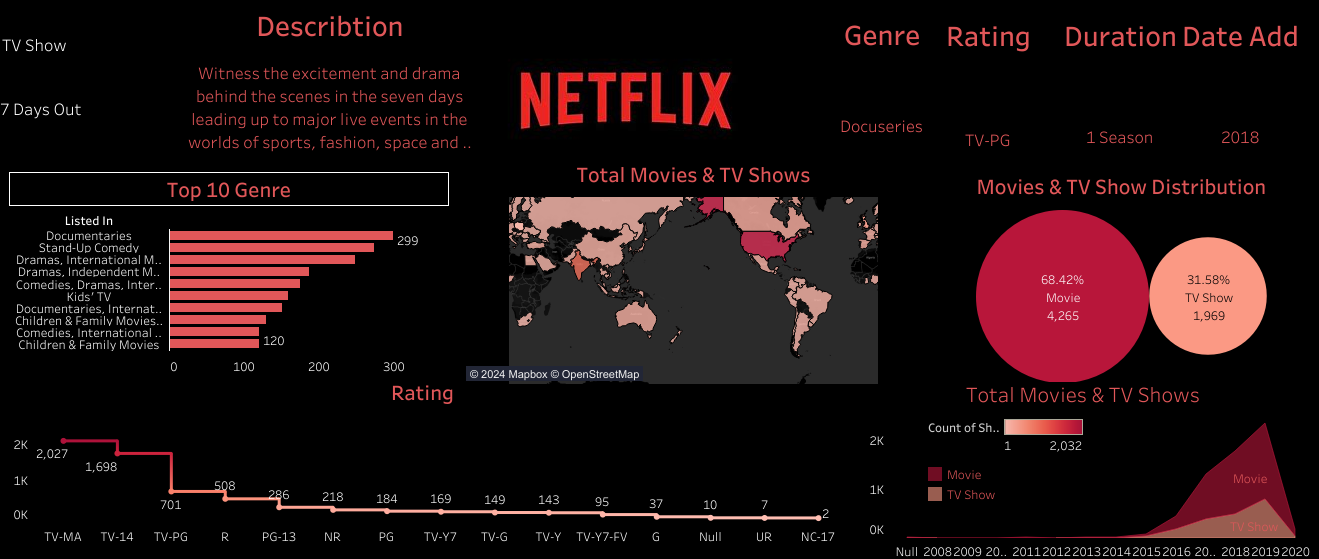 TV Show
7 Days Out
Describtion
Witness the excitement and drama
behind the scenes in the seven days
leading up to major live events in the
worlds of sports, fashion, space and ..
NETFLIX
Genre
Rating
Duration
Date Add
Docuseries
TV-PG
1 Season
2018
Top 10 Genre
Listed In
Documentaries
Stand-Up Comedy
Dramas, International M..
Dramas, Independent M..
Comedies, Dramas, Inter..
Kids' TV
Documentaries, Internat..
Children & Family Movies..
Comedies, International ..
Children & Family Movies
299
120
0 100 200 300
Total Movies & TV Shows
© 2024 Mapbox © OpenStreetMap
Movies & TV Show Distribution
68.42%
Movie
4,265
31.58%
TV Show
1,969
Rating
2K
1K
0K
2,027
1,698
701
508
286
218
184
169
149
143
95
37
10
7
2
TV-MA TV-14 TV-PG R PG-13 NR PG TV-Y7 TV-G TV-Y TV-Y7-FV G Null UR NC-17
Total Movies & TV Shows
Count of Sh..
1 2,032
Movie
TV Show
2K
1K
0K
Movie
TV Show
Null 2008 2009 20.. 2011 2012 2013 2014 2015 2016 20.. 2018 2019 2020